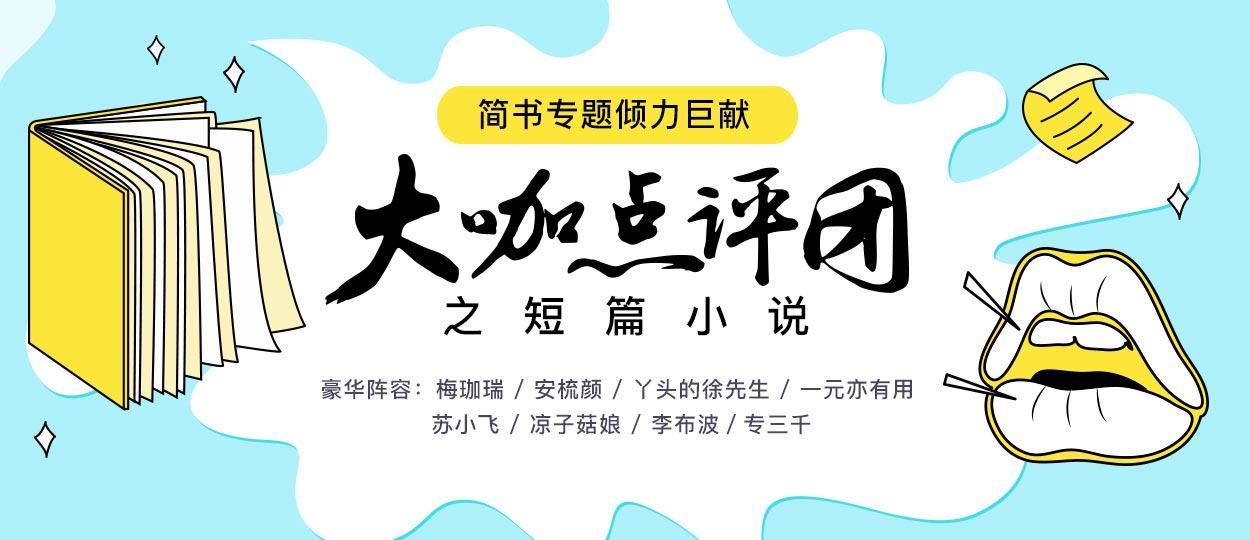 简书专题倾力巨献
大咖点评团
之短篇小说
豪华阵容：梅珈瑞 / 安梳颜 / 丫头的徐先生 / 一元亦有用
苏小飞 / 凉子菇娘 / 李布波 / 专三千